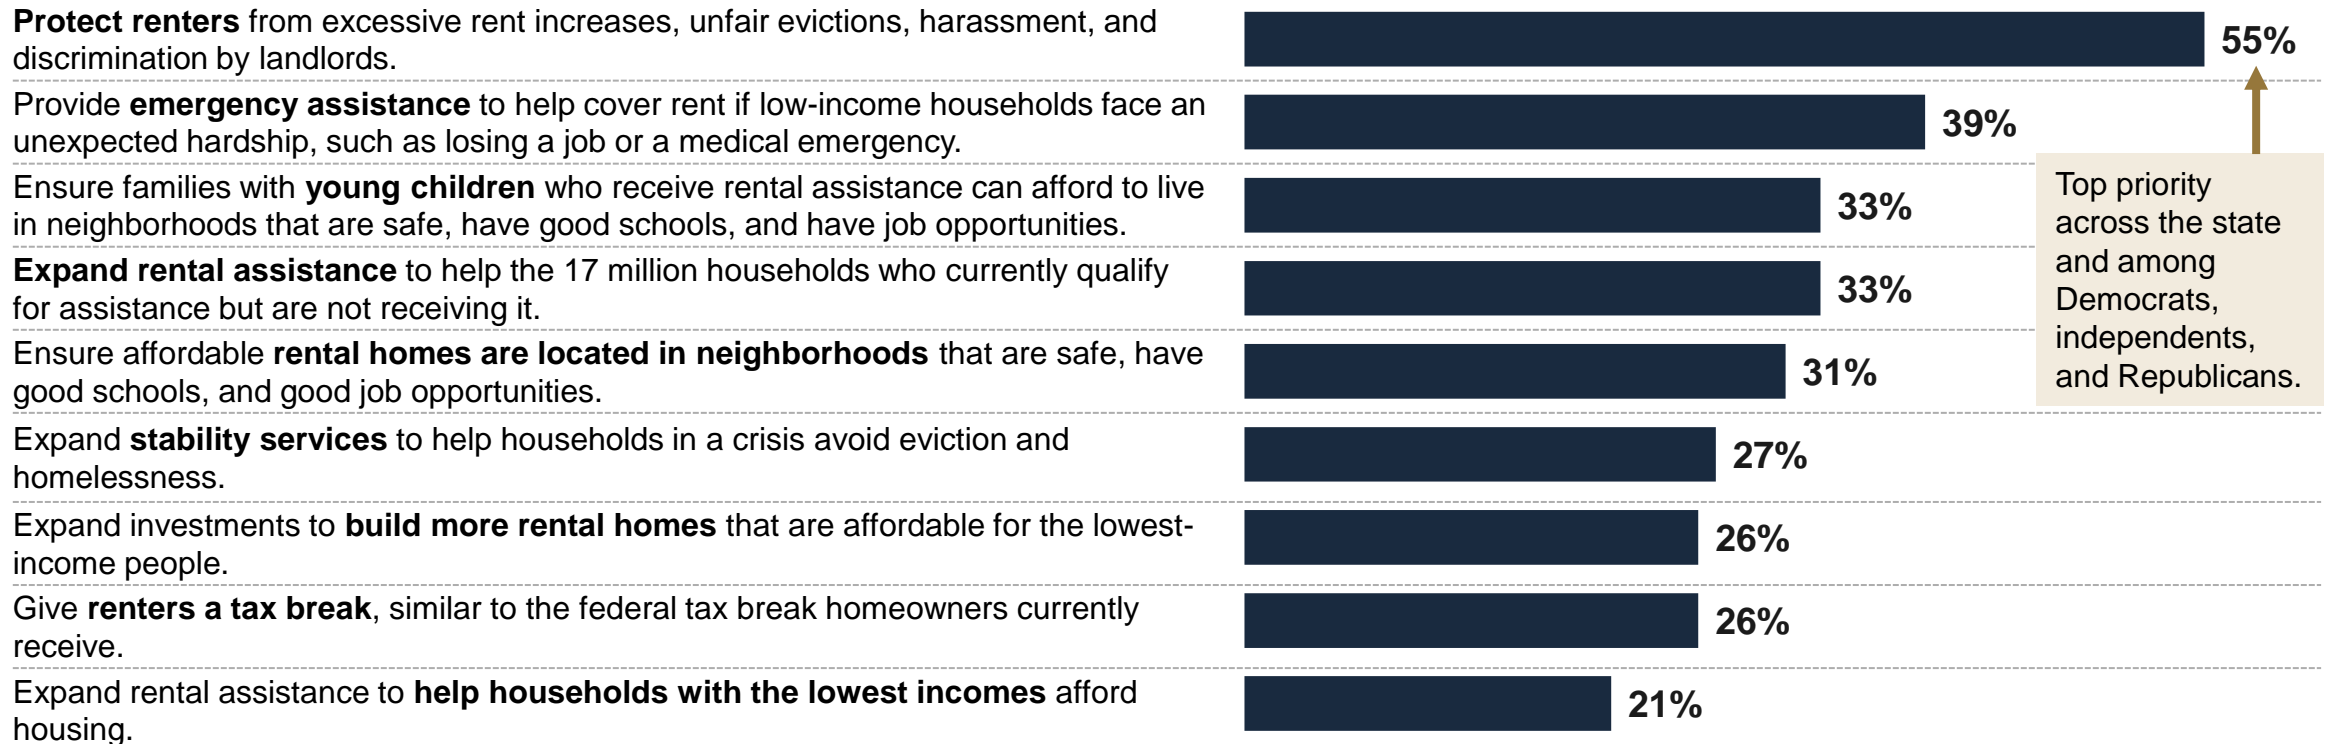 Protect renters from excessive rent increases, unfair evictions, harassment, and
discrimination by landlords.
55%
Provide emergency assistance to help cover rent if low-income households face an
unexpected hardship, such as losing a job or a medical emergency.
39%
Ensure families with young children who receive rental assistance can afford to live
in neighborhoods that are safe, have good schools, and have job opportunities.
33%
Expand rental assistance to help the 17 million households who currently qualify
for assistance but are not receiving it.
33%
Ensure affordable rental homes are located in neighborhoods that are safe, have
good schools, and good job opportunities.
31%
Expand stability services to help households in a crisis avoid eviction and
homelessness.
27%
Expand investments to build more rental homes that are affordable for the lowest-
income people.
26%
Give renters a tax break, similar to the federal tax break homeowners currently
receive.
26%
Expand rental assistance to help households with the lowest incomes afford
housing.
21%
Top priority
across the state
and among
Democrats,
independents,
and Republicans.